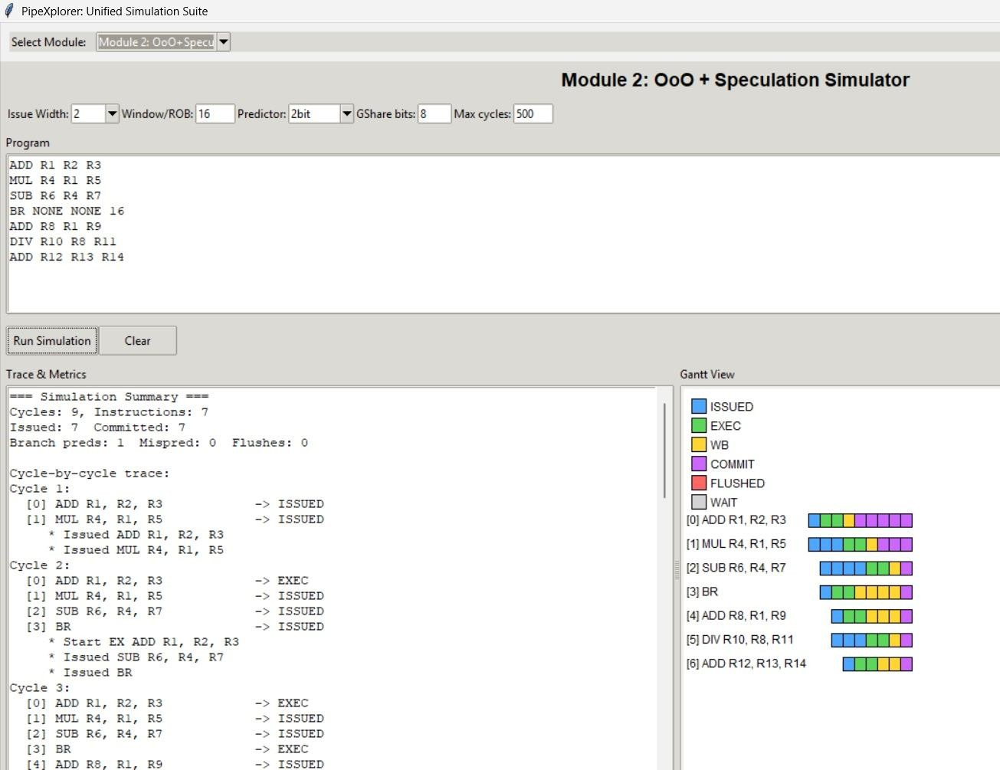 PipeXplorer: Unified Simulation Suite
Select Module: Module 2: OoO+Specu
Module 2: OoO + Speculation Simulator
Issue Width: 2 Window/ROB: 16 Predictor: 2bit GShare bits: 8 Max cycles: 500
Program
ADD R1 R2 R3
MUL R4 R1 R5
SUB R6 R4 R7
BR NONE NONE 16
ADD R8 R1 R9
DIV R10 R8 R11
ADD R12 R13 R14
Run Simulation Clear
Trace & Metrics
=== Simulation Summary ===
Cycles: 9, Instructions: 7
Issued: 7 Committed: 7
Branch preds: 1 Mispred: 0 Flushes: 0
Cycle-by-cycle trace:
Cycle 1:
[0] ADD R1, R2, R3 -> ISSUED
[1] MUL R4, R1, R5 -> ISSUED
* Issued ADD R1, R2, R3
* Issued MUL R4, R1, R5
Cycle 2:
[0] ADD R1, R2, R3 -> EXEC
[1] MUL R4, R1, R5 -> ISSUED
[2] SUB R6, R4, R7 -> ISSUED
[3] BR -> ISSUED
* Start EX ADD R1, R2, R3
* Issued SUB R6, R4, R7
* Issued BR
Cycle 3:
[0] ADD R1, R2, R3 -> EXEC
[1] MUL R4, R1, R5 -> ISSUED
[2] SUB R6, R4, R7 -> ISSUED
[3] BR -> EXEC
[4] ADD R8, R1, R9 -> ISSUED
Gantt View
ISSUED
EXEC
WB
COMMIT
FLUSHED
WAIT
[0] ADD R1, R2, R3
[1] MUL R4, R1, R5
[2] SUB R6, R4, R7
[3] BR
[4] ADD R8, R1, R9
[5] DIV R10, R8, R11
[6] ADD R12, R13, R14